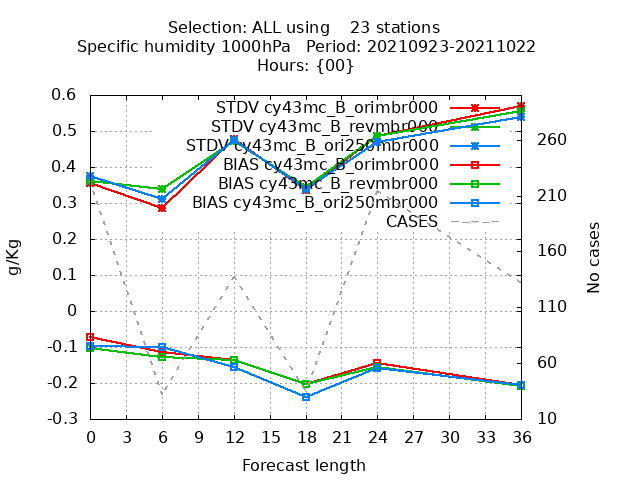 Selection: ALL using 23 stations
Specific humidity 1000hPa Period: 20210923-20211022
Hours: {00}
STDV cy43mc_B_orimbr000
STDV cy43mc_B_revmbr000
STDV cy43mc_B_ori250mbr000
BIAS cy43mc_B_orimbr000
BIAS cy43mc_B_revmbr000
BIAS cy43mc_B_ori250mbr000
CASES
g/Kg
0.6
0.5
0.4
0.3
0.2
0.1
0
-0.1
-0.2
-0.3
No cases
260
210
160
110
60
10
0 3 6 9 12 15 18 21 24 27 30 33 36
Forecast length